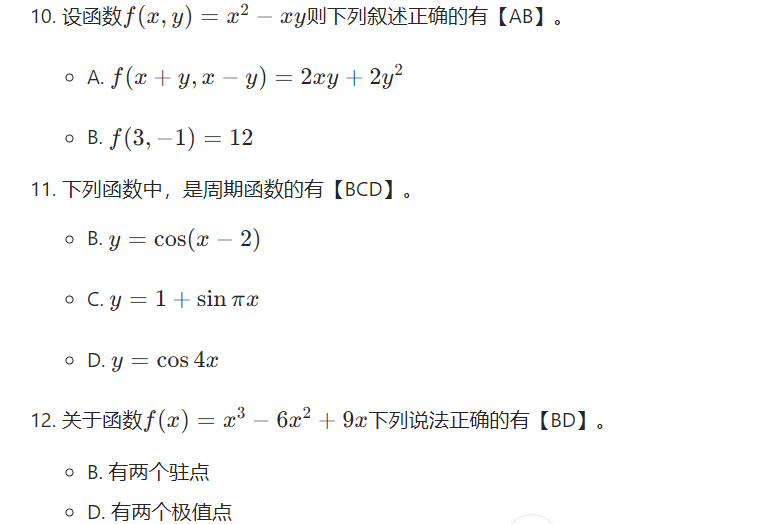 10. 设函数f(x, y) = x² − xy则下列叙述正确的有【AB】。
○ A. f(x + y, x − y) = 2xy + 2y²
○ B. f(3, −1) = 12
11. 下列函数中，是周期函数的有【BCD】。
○ B. y = cos(x − 2)
○ C. y = 1 + sin πx
○ D. y = cos 4x
12. 关于函数f(x) = x³ − 6x² + 9x下列说法正确的有【BD】。
○ B. 有两个驻点
○ D. 有两个极值点